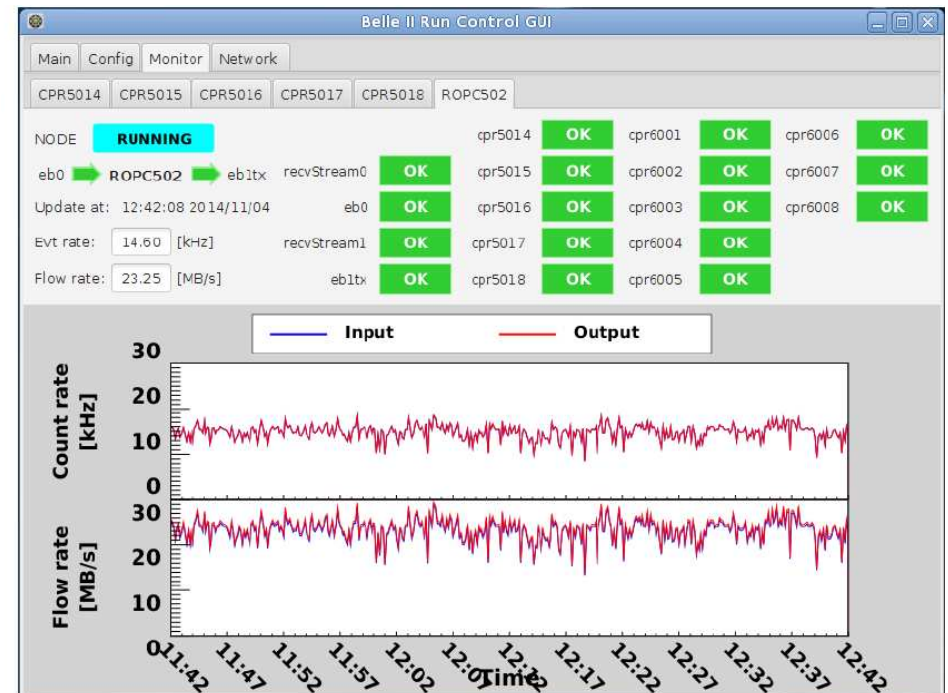 Belle II Run Control GUI
Main Config Monitor Network
CPR5014 CPR5015 CPR5016 CPR5017 CPR5018 ROPC502
NODE RUNNING cpr5014 OK cpr6001 OK cpr6006 OK
eb0 ROPC502 eb1tx recvStream0 OK cpr5015 OK cpr6002 OK cpr6007 OK
Update at: 12:42:08 2014/11/04 eb0 OK cpr5016 OK cpr6003 OK cpr6008 OK
Evt rate: 14.60 [kHz] recvStream1 OK cpr5017 OK cpr6004 OK
Flow rate: 23.25 [MB/s] eb1tx OK cpr5018 OK cpr6005 OK
Input Output
Count rate
[kHz]
30
20
10
0
Flow rate
[MB/s]
30
20
10
0
11:42 11:47 11:52 11:57 12:02 12:07 12:12 12:17 12:22 12:27 12:32 12:37 12:42
Time